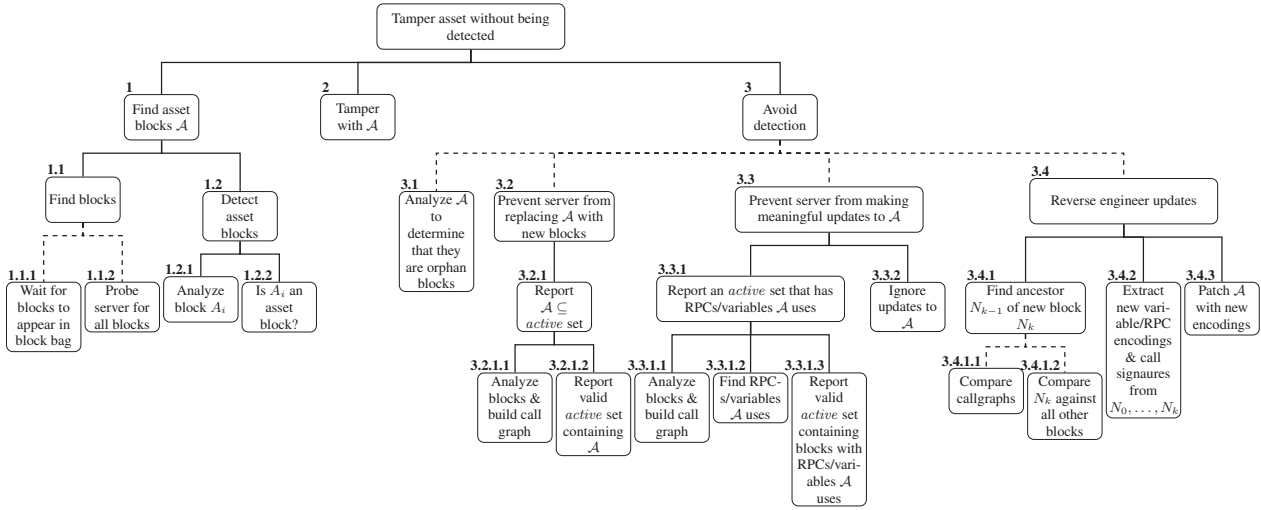 Tamper asset without being
detected
1
Find asset
blocks 𝒜
2
Tamper
with 𝒜
3
Avoid
detection
1.1
Find blocks
1.2
Detect
asset
blocks
3.1
Analyze 𝒜
to
determine
that they
are orphan
blocks
3.2
Prevent server from
replacing 𝒜 with
new blocks
3.3
Prevent server from making
meaningful updates to 𝒜
3.4
Reverse engineer updates
1.1.1
Wait for
blocks to
appear in
block bag
1.1.2
Probe
server for
all blocks
1.2.1
Analyze
block Aᵢ
1.2.2
Is Aᵢ an
asset
block?
3.2.1
Report
𝒜 ⊆
active set
3.3.1
Report an active set that has
RPCs/variables 𝒜 uses
3.3.2
Ignore
updates to
𝒜
3.4.1
Find ancestor
Nₖ₋₁ of new block
Nₖ
3.4.2
Extract
new vari-
able/RPC
encodings
& call
signaures
from
N₀, . . . , Nₖ
3.4.3
Patch 𝒜
with new
encodings
3.2.1.1
Analyze
blocks &
build call
graph
3.2.1.2
Report
valid
active set
containing
𝒜
3.3.1.1
Analyze
blocks &
build call
graph
3.3.1.2
Find RPC-
s/variables
𝒜 uses
3.3.1.3
Report
valid
active set
containing
blocks with
RPCs/vari-
ables 𝒜
uses
3.4.1.1
Compare
callgraphs
3.4.1.2
Compare
Nₖ against
all other
blocks